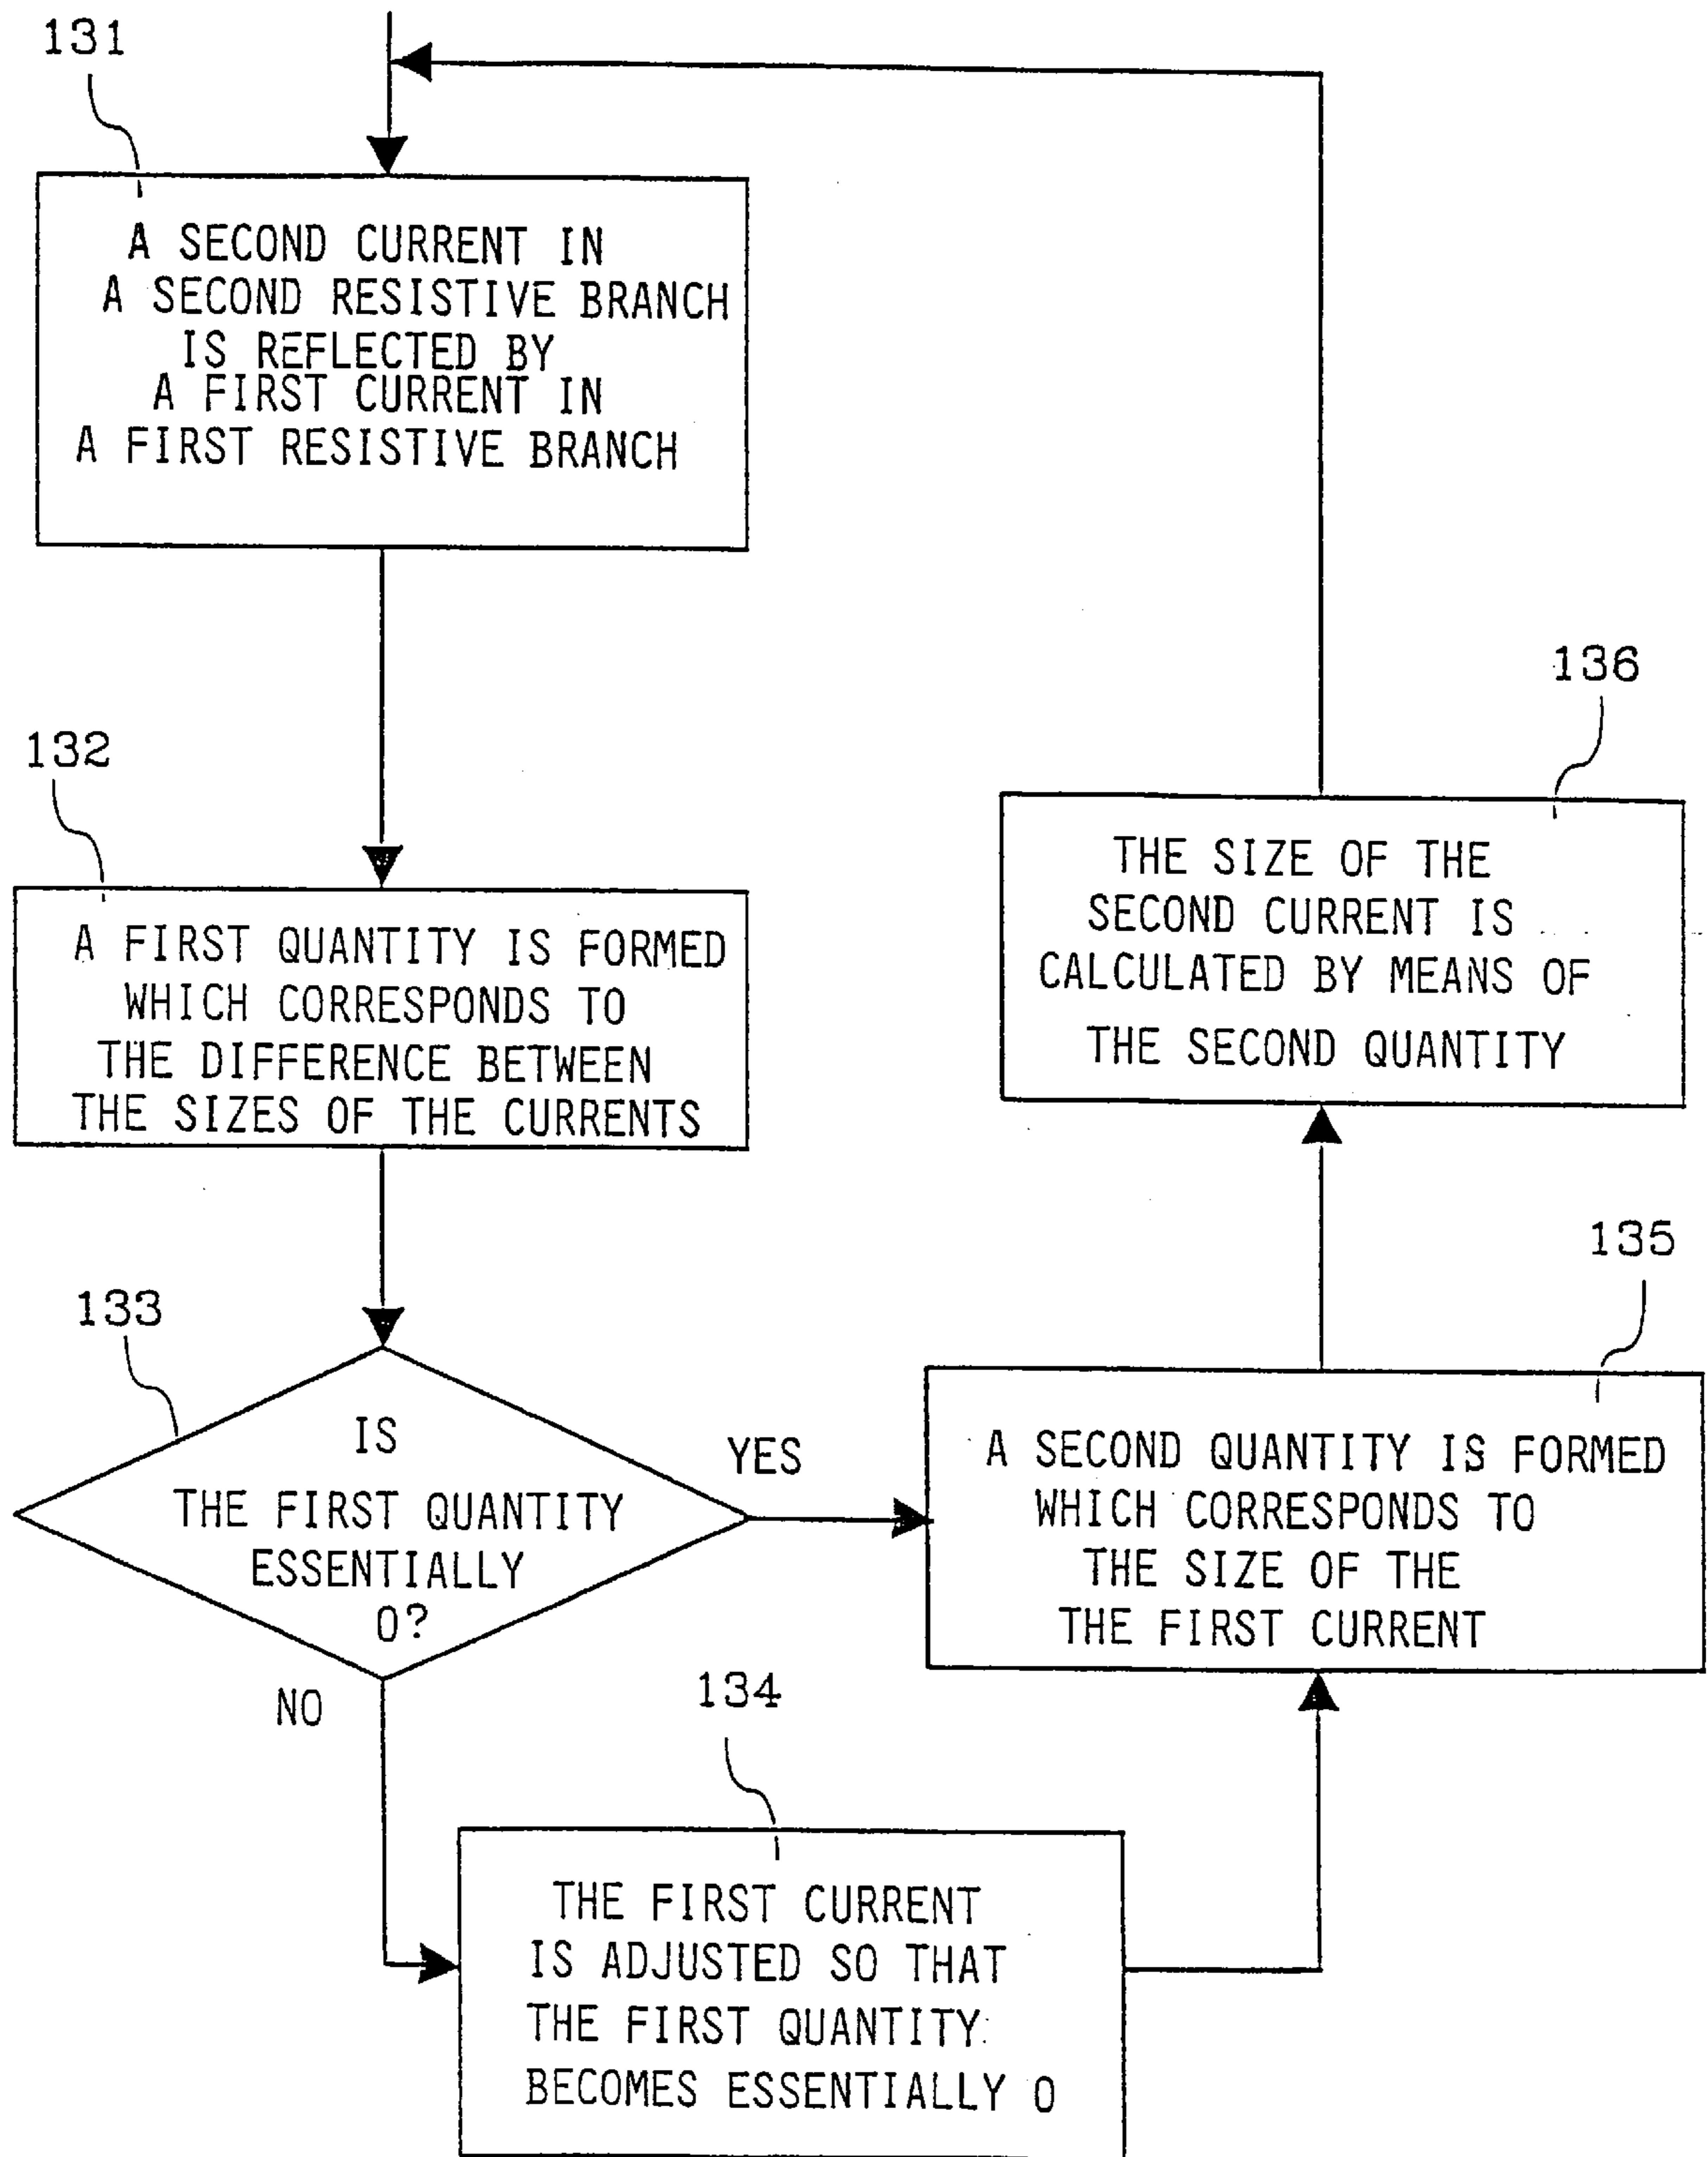 131
A SECOND CURRENT IN
A SECOND RESISTIVE BRANCH
IS REFLECTED BY
A FIRST CURRENT IN
A FIRST RESISTIVE BRANCH
132
A FIRST QUANTITY IS FORMED
WHICH CORRESPONDS TO
THE DIFFERENCE BETWEEN
THE SIZES OF THE CURRENTS
133
IS
THE FIRST QUANTITY
ESSENTIALLY
0?
YES
NO
134
THE FIRST CURRENT
IS ADJUSTED SO THAT
THE FIRST QUANTITY
BECOMES ESSENTIALLY 0
135
A SECOND QUANTITY IS FORMED
WHICH CORRESPONDS TO
THE SIZE OF THE
THE FIRST CURRENT
136
THE SIZE OF THE
SECOND CURRENT IS
CALCULATED BY MEANS OF
THE SECOND QUANTITY